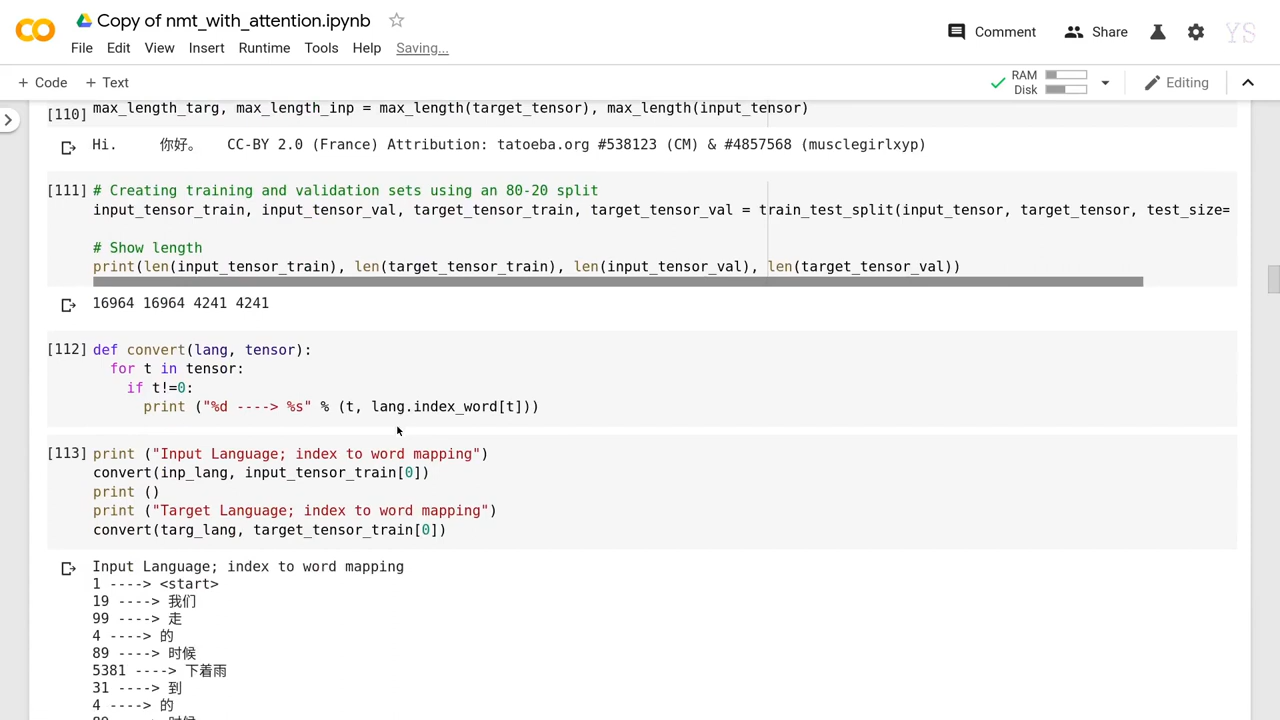 Copy of nmt_with_attention.ipynb
File Edit View Insert Runtime Tools Help Saving...
Comment Share YS
+ Code + Text
RAM
Disk
Editing
[110] max_length_targ, max_length_inp = max_length(target_tensor), max_length(input_tensor)
Hi. 你好。 CC-BY 2.0 (France) Attribution: tatoeba.org #538123 (CM) & #4857568 (musclegirlxyp)
[111] # Creating training and validation sets using an 80-20 split
input_tensor_train, input_tensor_val, target_tensor_train, target_tensor_val = train_test_split(input_tensor, target_tensor, test_size=
# Show length
print(len(input_tensor_train), len(target_tensor_train), len(input_tensor_val), len(target_tensor_val))
16964 16964 4241 4241
[112] def convert(lang, tensor):
for t in tensor:
if t!=0:
print ("%d ----> %s" % (t, lang.index_word[t]))
[113] print ("Input Language; index to word mapping")
convert(inp_lang, input_tensor_train[0])
print ()
print ("Target Language; index to word mapping")
convert(targ_lang, target_tensor_train[0])
Input Language; index to word mapping
1 ----> <start>
19 ----> 我们
99 ----> 走
4 ----> 的
89 ----> 时候
5381 ----> 下着雨
31 ----> 到
4 ----> 的